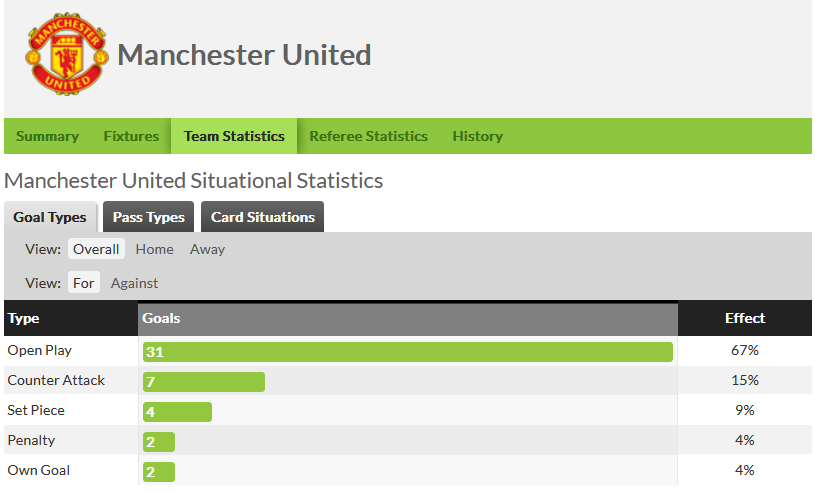 MANCHESTER
UNITED
Manchester United
Summary Fixtures Team Statistics Referee Statistics History
Manchester United Situational Statistics
Goal Types Pass Types Card Situations
View: Overall Home Away
View: For Against
Type Goals Effect
Open Play 31 67%
Counter Attack 7 15%
Set Piece 4 9%
Penalty 2 4%
Own Goal 2 4%